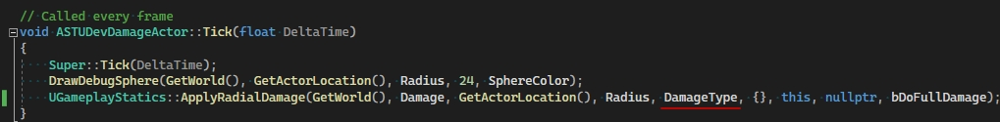 // Called every frame
void ASTUDevDamageActor::Tick(float DeltaTime)
{
Super::Tick(DeltaTime);
DrawDebugSphere(GetWorld(), GetActorLocation(), Radius, 24, SphereColor);
UGameplayStatics::ApplyRadialDamage(GetWorld(), Damage, GetActorLocation(), Radius, DamageType, {}, this, nullptr, bDoFullDamage);
}